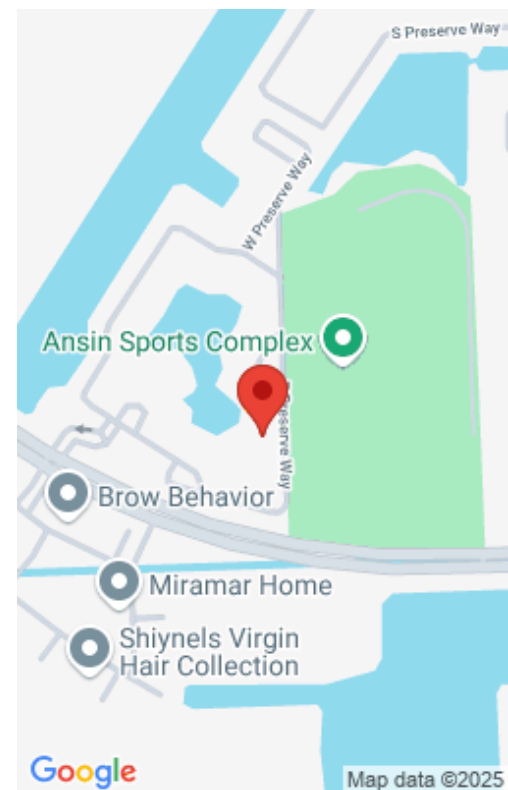 S Preserve Way
W Preserve Way
Ansin Sports Complex
Preserve Way
Brow Behavior
Miramar Home
Shiynels Virgin
Hair Collection
Google
Map data ©2025